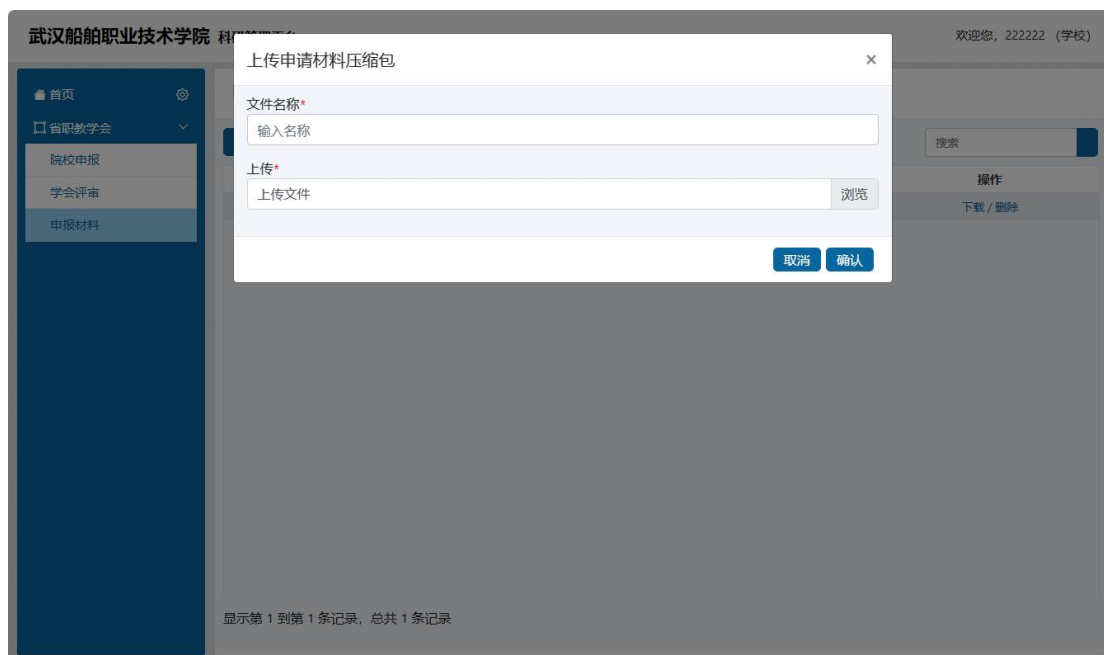 武汉船舶职业技术学院
欢迎您，222222 （学校）
首页
省职教学会
院校申报
学会评审
申报材料
上传申请材料压缩包
×
文件名称*
输入名称
上传*
上传文件 浏览
取消 确认
搜索
操作
下载 / 删除
显示第 1 到第 1 条记录，总共 1 条记录